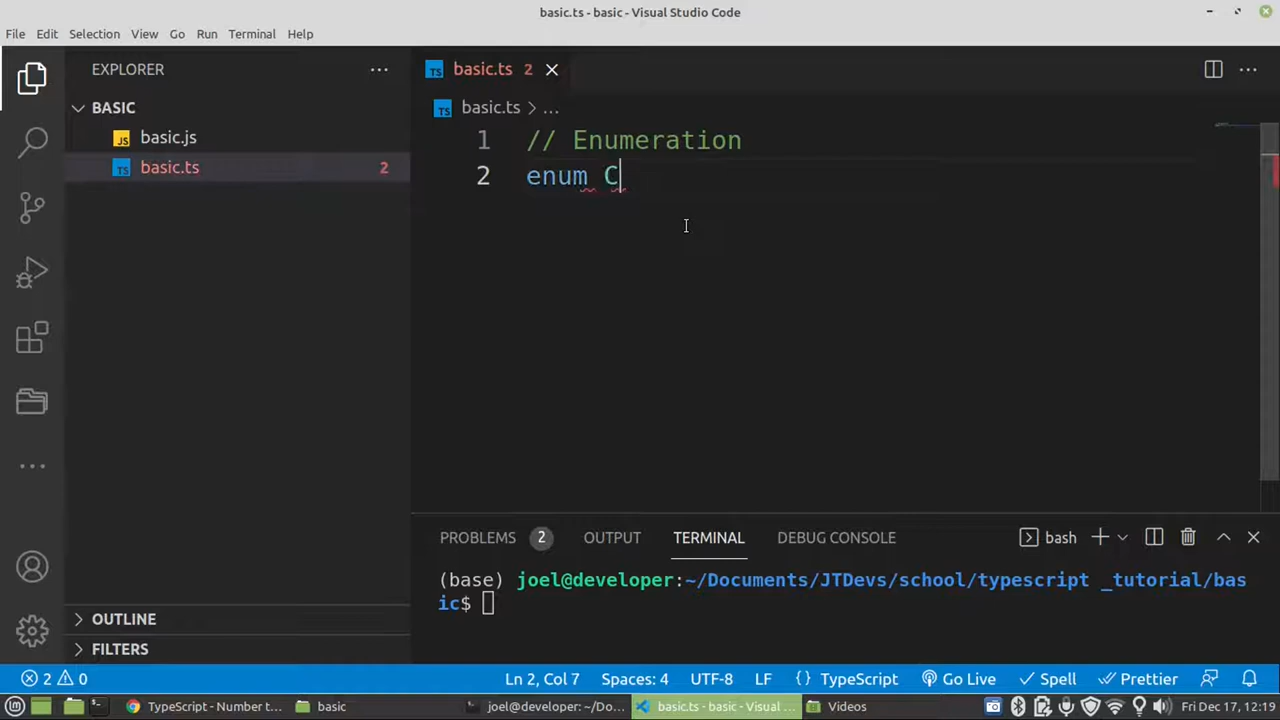 basic.ts - basic - Visual Studio Code
File Edit Selection View Go Run Terminal Help
EXPLORER
BASIC
JS basic.js
TS basic.ts 2
TS basic.ts 2
TS basic.ts > ...
1 // Enumeration
2 enum C
PROBLEMS 2 OUTPUT TERMINAL DEBUG CONSOLE bash
(base) joel@developer:~/Documents/JTDevs/school/typescript _tutorial/bas
ic$
OUTLINE
FILTERS
2 0 Ln 2, Col 7 Spaces: 4 UTF-8 LF {} TypeScript Go Live Spell Prettier
TypeScript - Number t... basic joel@developer: ~/Do... basic.ts - basic - Visual ... Videos Fri Dec 17, 12:19